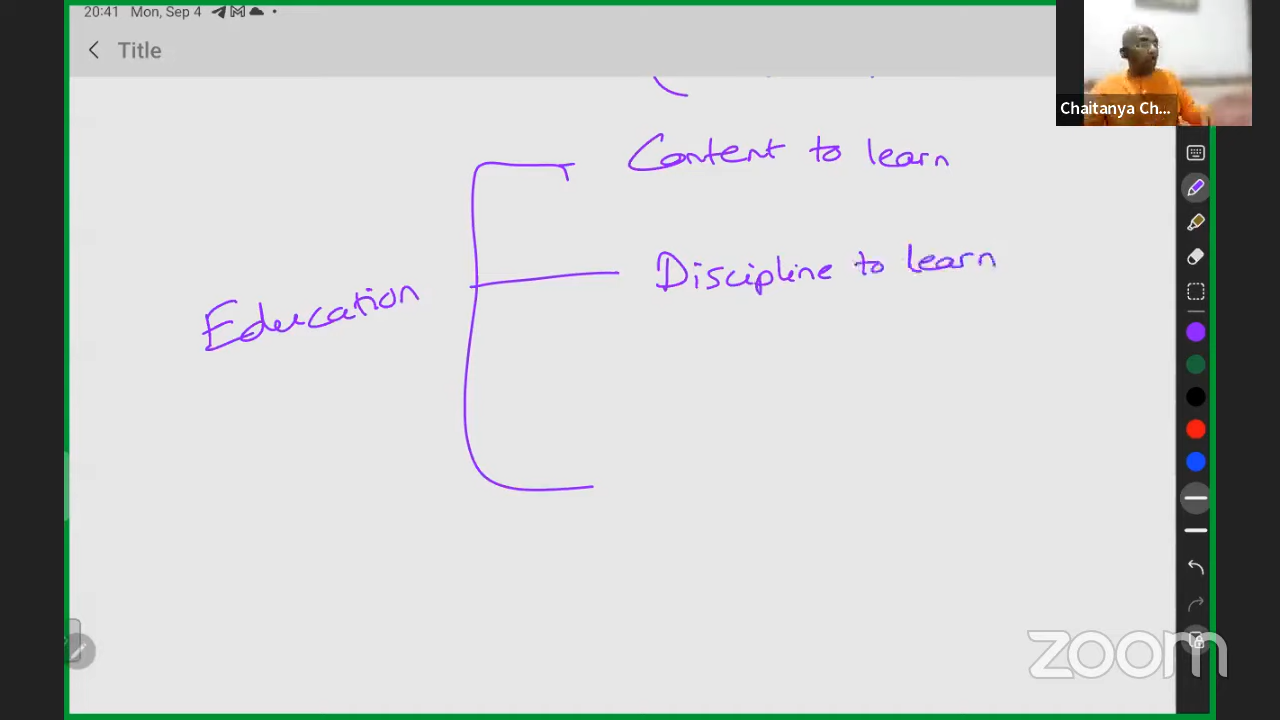 20:41 Mon, Sep 4
Title
Chaitanya Ch...
Content to learn
Discipline to learn
Education
zoom